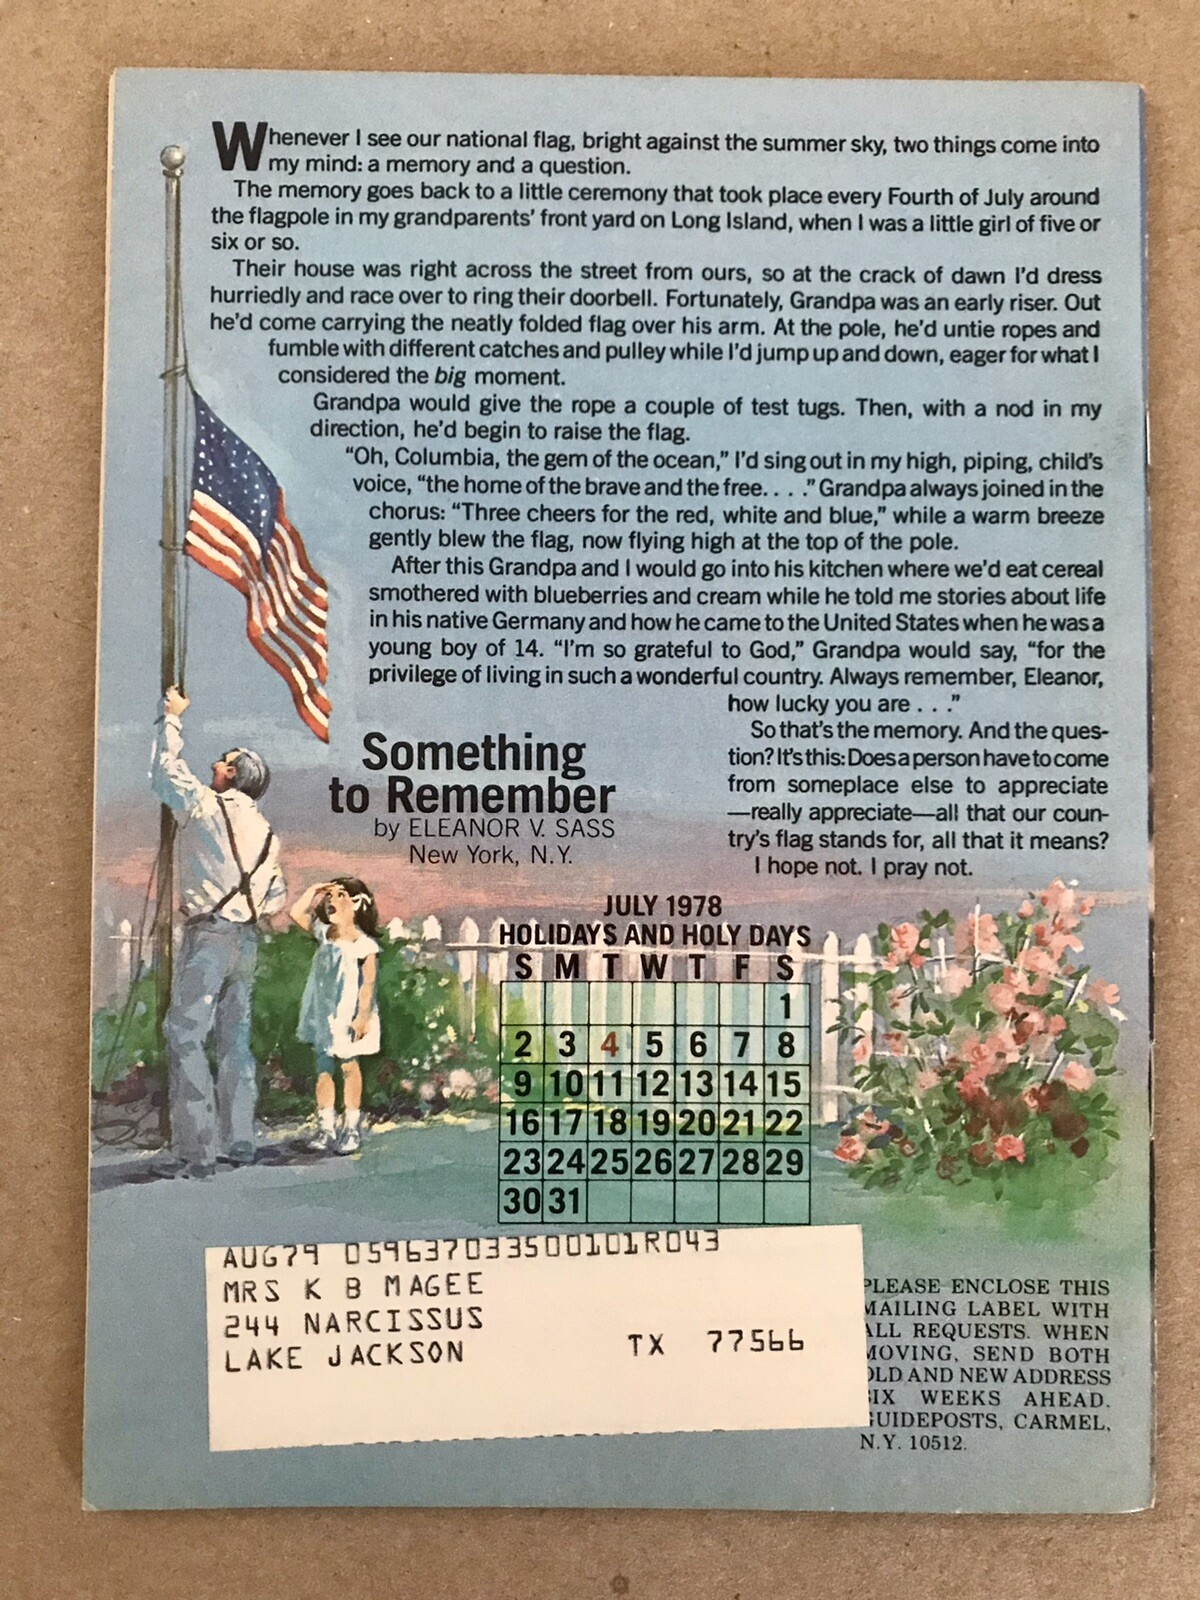 Whenever I see our national flag, bright against the summer sky, two things come into
my mind: a memory and a question.
The memory goes back to a little ceremony that took place every Fourth of July around
the flagpole in my grandparents' front yard on Long Island, when I was a little girl of five or
six or so.
Their house was right across the street from ours, so at the crack of dawn I'd dress
hurriedly and race over to ring their doorbell. Fortunately, Grandpa was an early riser. Out
he'd come carrying the neatly folded flag over his arm. At the pole, he'd untie ropes and
fumble with different catches and pulley while I'd jump up and down, eager for what I
considered the big moment.
Grandpa would give the rope a couple of test tugs. Then, with a nod in my
direction, he'd begin to raise the flag.
"Oh, Columbia, the gem of the ocean," I'd sing out in my high, piping, child's
voice, "the home of the brave and the free. . . ." Grandpa always joined in the
chorus: "Three cheers for the red, white and blue," while a warm breeze
gently blew the flag, now flying high at the top of the pole.
After this Grandpa and I would go into his kitchen where we'd eat cereal
smothered with blueberries and cream while he told me stories about life
in his native Germany and how he came to the United States when he was a
young boy of 14. "I'm so grateful to God," Grandpa would say, "for the
privilege of living in such a wonderful country. Always remember, Eleanor,
how lucky you are . . ."
So that's the memory. And the ques-
tion? It's this: Does a person have to come
from someplace else to appreciate
—really appreciate—all that our coun-
try's flag stands for, all that it means?
I hope not. I pray not.
Something
to Remember
by ELEANOR V. SASS
New York, N.Y.
JULY 1978
HOLIDAYS AND HOLY DAYS
S M T W T F S
1
2 3 4 5 6 7 8
9 10 11 12 13 14 15
16 17 18 19 20 21 22
23 24 25 26 27 28 29
30 31
AUG79 059637033500101R043
MRS K B MAGEE
244 NARCISSUS
LAKE JACKSON TX 77566
PLEASE ENCLOSE THIS
MAILING LABEL WITH
ALL REQUESTS. WHEN
MOVING, SEND BOTH
OLD AND NEW ADDRESS
SIX WEEKS AHEAD.
GUIDEPOSTS, CARMEL,
N.Y. 10512.